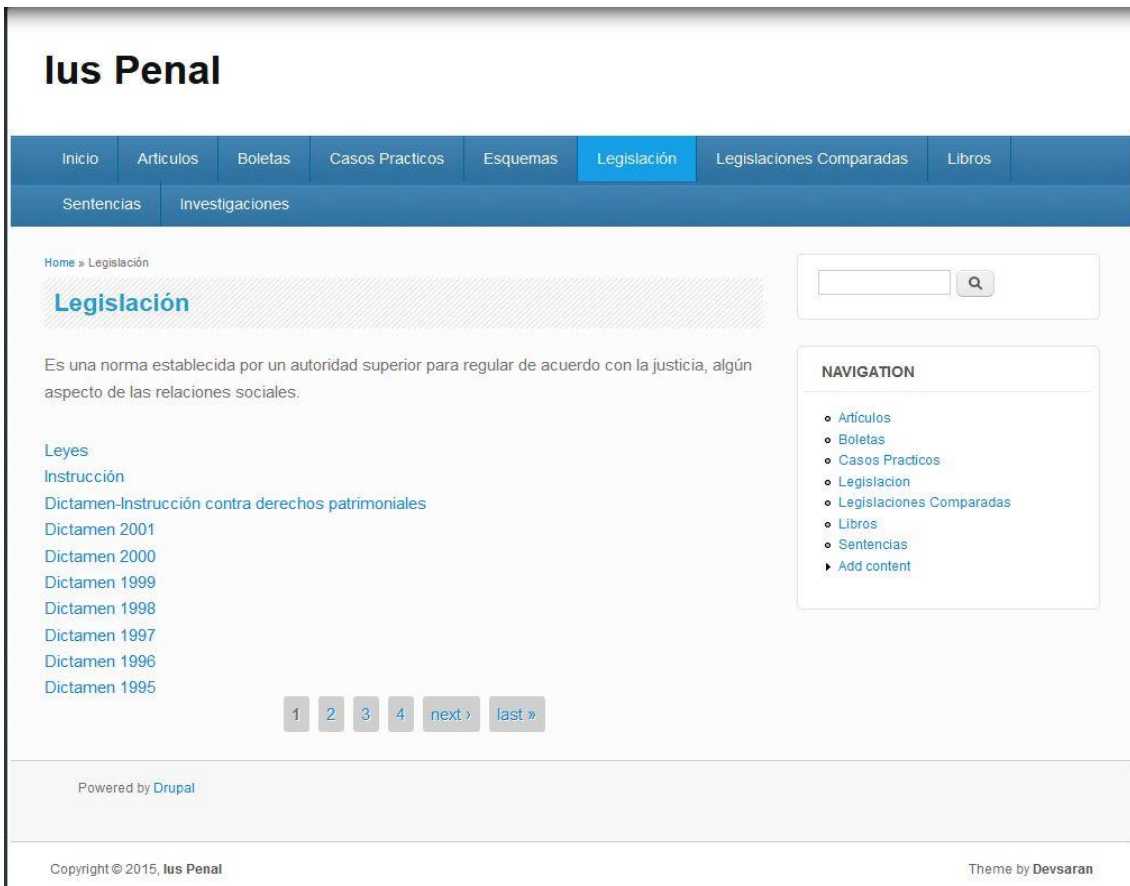 Ius Penal
Inicio Articulos Boletas Casos Practicos Esquemas Legislación Legislaciones Comparadas Libros
Sentencias Investigaciones
Home » Legislación
Legislación
Es una norma establecida por un autoridad superior para regular de acuerdo con la justicia, algún
aspecto de las relaciones sociales.
Leyes
Instrucción
Dictamen-Instrucción contra derechos patrimoniales
Dictamen 2001
Dictamen 2000
Dictamen 1999
Dictamen 1998
Dictamen 1997
Dictamen 1996
Dictamen 1995
1 2 3 4 next › last »
NAVIGATION
Artículos
Boletas
Casos Practicos
Legislacion
Legislaciones Comparadas
Libros
Sentencias
Add content
Powered by Drupal
Copyright © 2015, Ius Penal
Theme by Devsaran